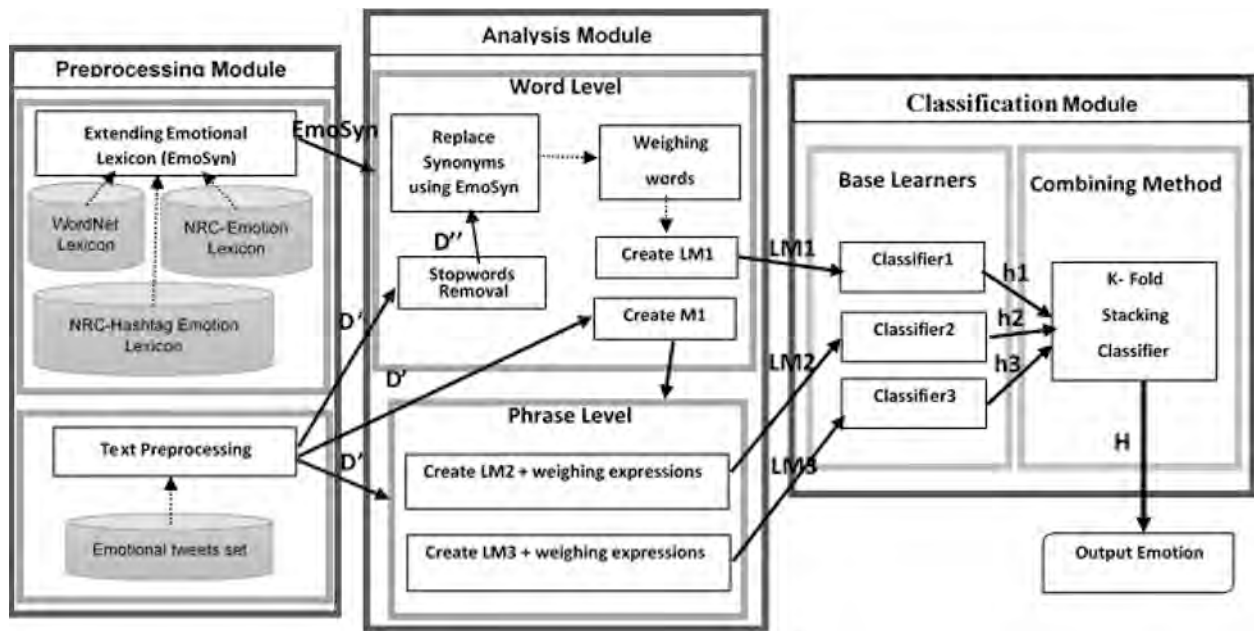 Preprocessing Module
Extending Emotional
Lexicon (EmoSyn)
WordNet
Lexicon
NRC-Emotion
Lexicon
NRC-Hashtag Emotion
Lexicon
Text Preprocessing
Emotional tweets set
EmoSyn
D'
D'
D'
Analysis Module
Word Level
Replace
Synonyms
using EmoSyn
Weighing
words
D''
Stopwords
Removal
Create LM1
Create M1
Phrase Level
Create LM2 + weighing expressions
Create LM3 + weighing expressions
LM1
LM2
LM3
Classification Module
Base Learners
Classifier1
Classifier2
Classifier3
h1
h2
h3
Combining Method
K- Fold
Stacking
Classifier
H
Output Emotion